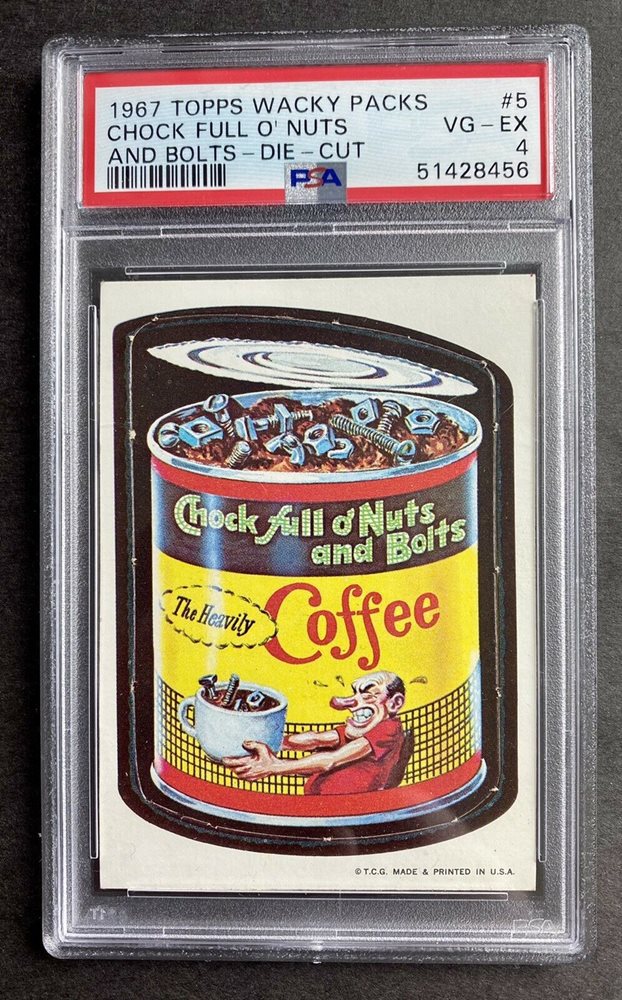 1967 TOPPS WACKY PACKS #5
CHOCK FULL O' NUTS VG-EX
AND BOLTS-DIE-CUT 4
PSA 51428456
Chock full o' Nuts
and Bolts
The Heavily Coffee
© T.C.G. MADE & PRINTED IN U.S.A.
PSA